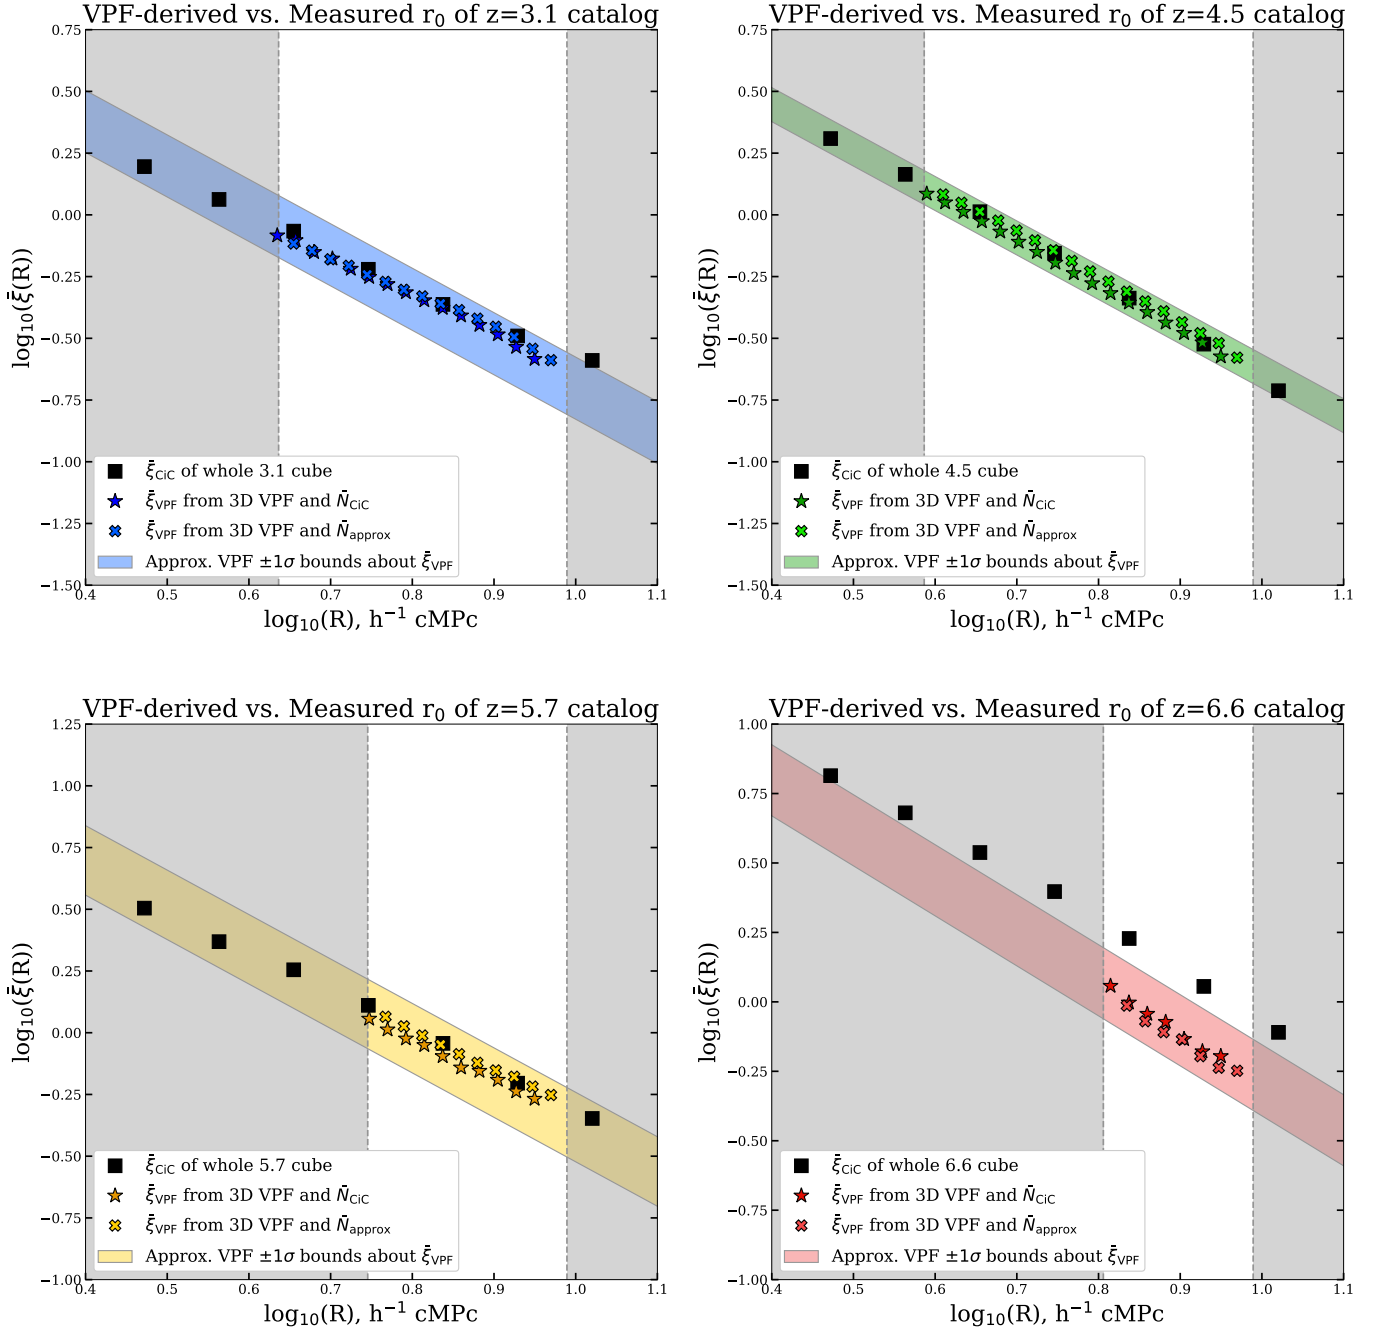 VPF-derived vs. Measured r₀ of z=3.1 catalog
0.75
0.50
0.25
0.00
−0.25
−0.50
−0.75
−1.00
−1.25
−1.50
log₁₀(ξ̄(R))
ξ̄CiC of whole 3.1 cube
ξ̄VPF from 3D VPF and N̄CiC
ξ̄VPF from 3D VPF and N̄approx
Approx. VPF ±1σ bounds about ξ̄VPF
0.4 0.5 0.6 0.7 0.8 0.9 1.0 1.1
log₁₀(R), h⁻¹ cMPc
VPF-derived vs. Measured r₀ of z=4.5 catalog
0.75
0.50
0.25
0.00
−0.25
−0.50
−0.75
−1.00
−1.25
−1.50
log₁₀(ξ̄(R))
ξ̄CiC of whole 4.5 cube
ξ̄VPF from 3D VPF and N̄CiC
ξ̄VPF from 3D VPF and N̄approx
Approx. VPF ±1σ bounds about ξ̄VPF
0.4 0.5 0.6 0.7 0.8 0.9 1.0 1.1
log₁₀(R), h⁻¹ cMPc
VPF-derived vs. Measured r₀ of z=5.7 catalog
1.25
1.00
0.75
0.50
0.25
0.00
−0.25
−0.50
−0.75
−1.00
log₁₀(ξ̄(R))
ξ̄CiC of whole 5.7 cube
ξ̄VPF from 3D VPF and N̄CiC
ξ̄VPF from 3D VPF and N̄approx
Approx. VPF ±1σ bounds about ξ̄VPF
0.4 0.5 0.6 0.7 0.8 0.9 1.0 1.1
log₁₀(R), h⁻¹ cMPc
VPF-derived vs. Measured r₀ of z=6.6 catalog
1.00
0.75
0.50
0.25
0.00
−0.25
−0.50
−0.75
−1.00
log₁₀(ξ̄(R))
ξ̄CiC of whole 6.6 cube
ξ̄VPF from 3D VPF and N̄CiC
ξ̄VPF from 3D VPF and N̄approx
Approx. VPF ±1σ bounds about ξ̄VPF
0.4 0.5 0.6 0.7 0.8 0.9 1.0 1.1
log₁₀(R), h⁻¹ cMPc